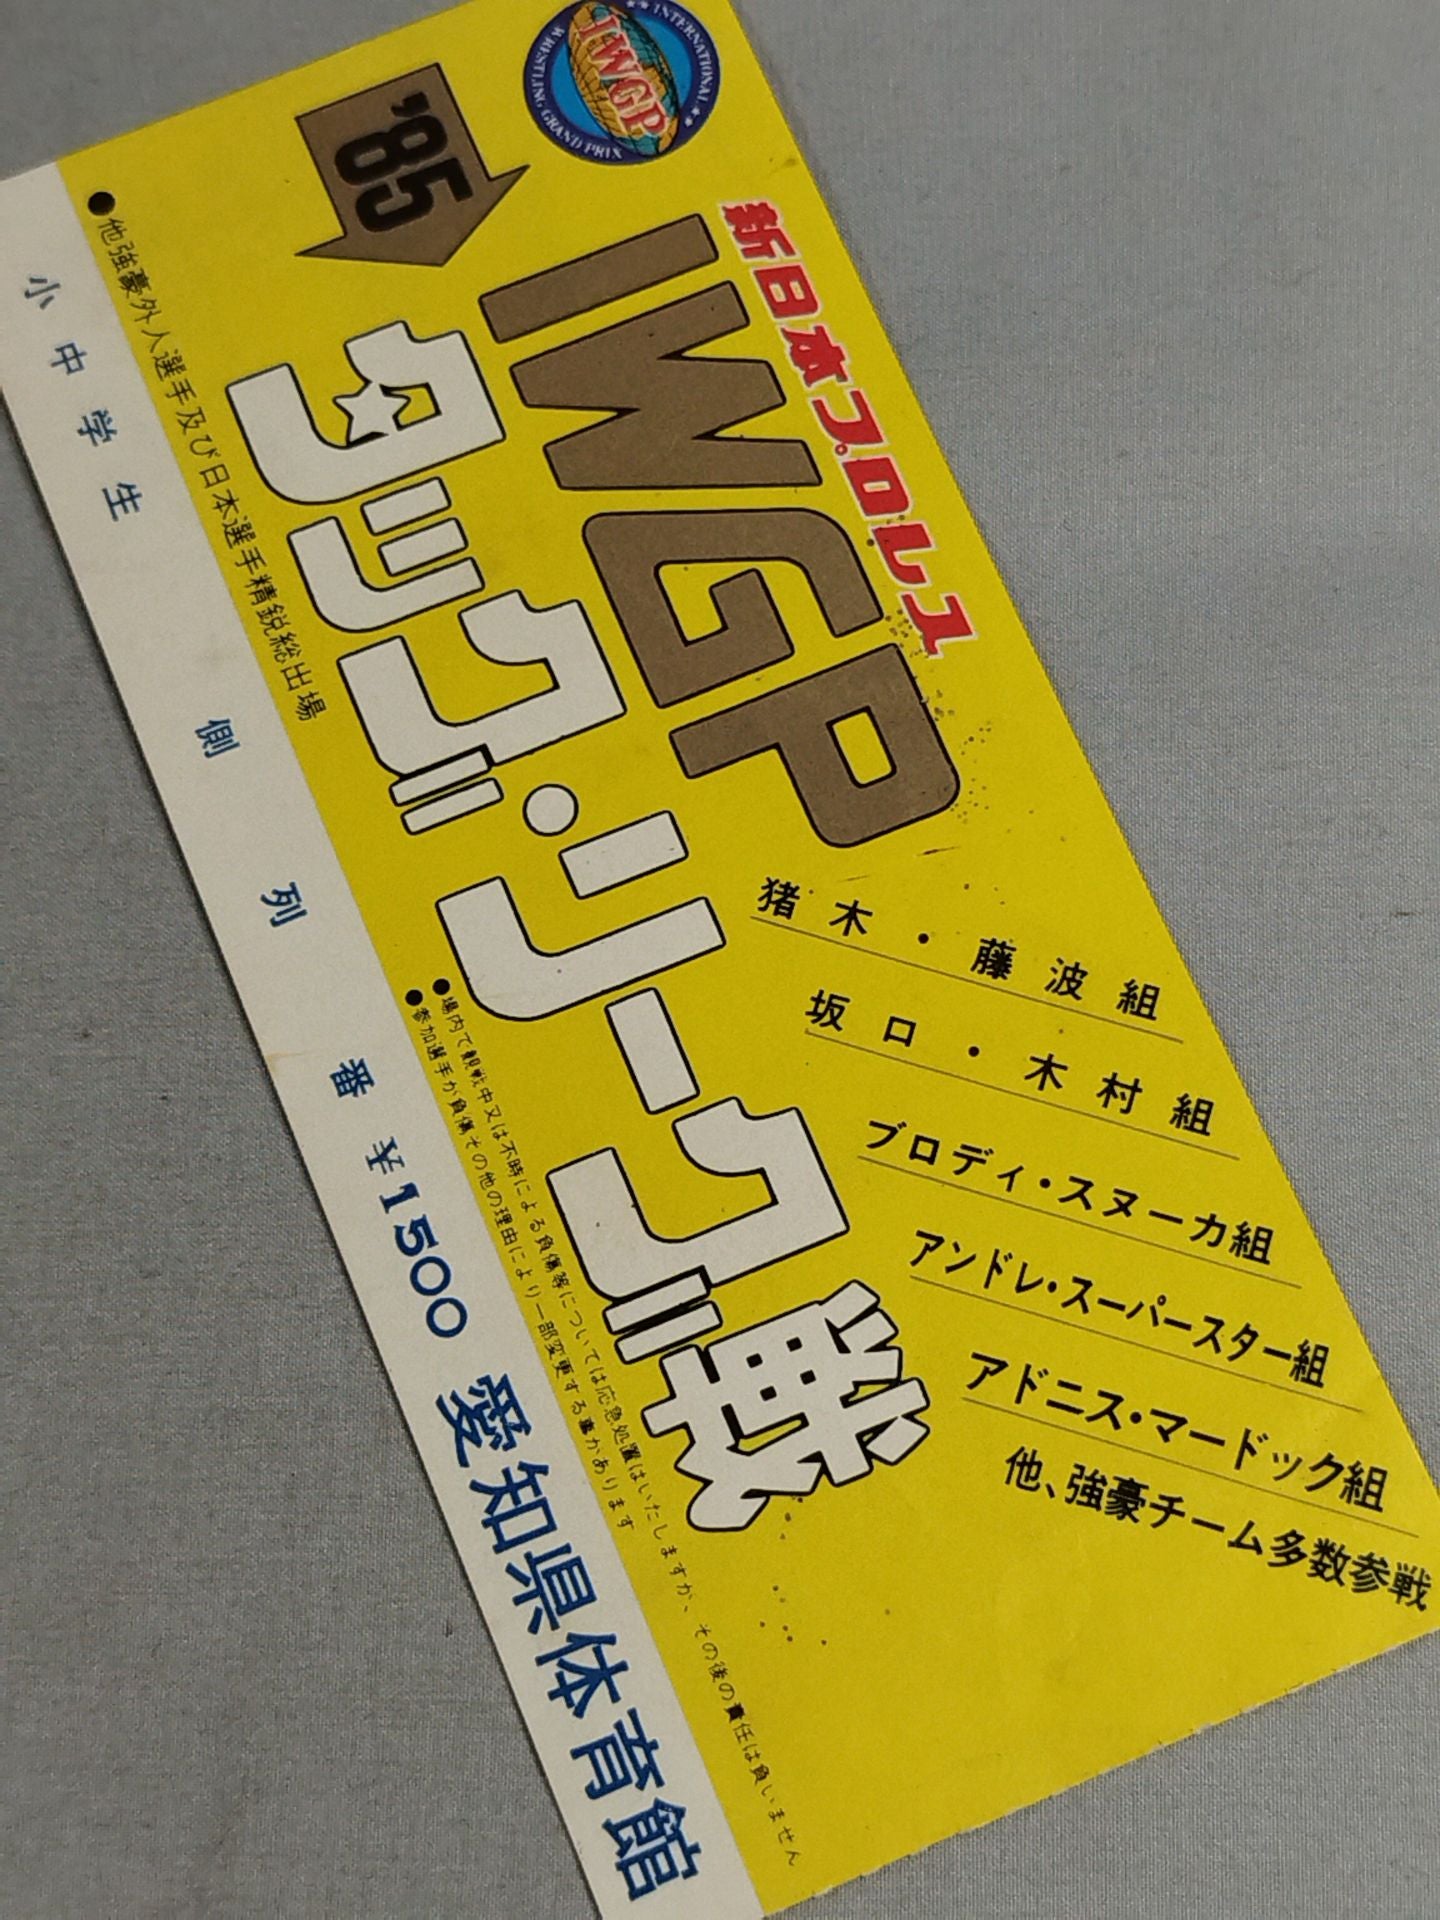 INTERNATIONAL
WRESTLING GRAND PRIX
IWGP
'85
新日本プロレス
IWGP
タッグ・リーグ戦
猪木・藤波組
坂口・木村組
ブロディ・スヌーカ組
アンドレ・スーパースター組
アドニス・マードック組
他、強豪チーム多数参戦
●他強豪外人選手及び日本選手精鋭総出場
●場内で観戦中又は不時による負傷等については応急処置はいたしますが、その後の責任は負いません
●参加選手が負傷その他の理由により一部変更する事があります
小中学生 側 列 番 ¥1500 愛知県体育館